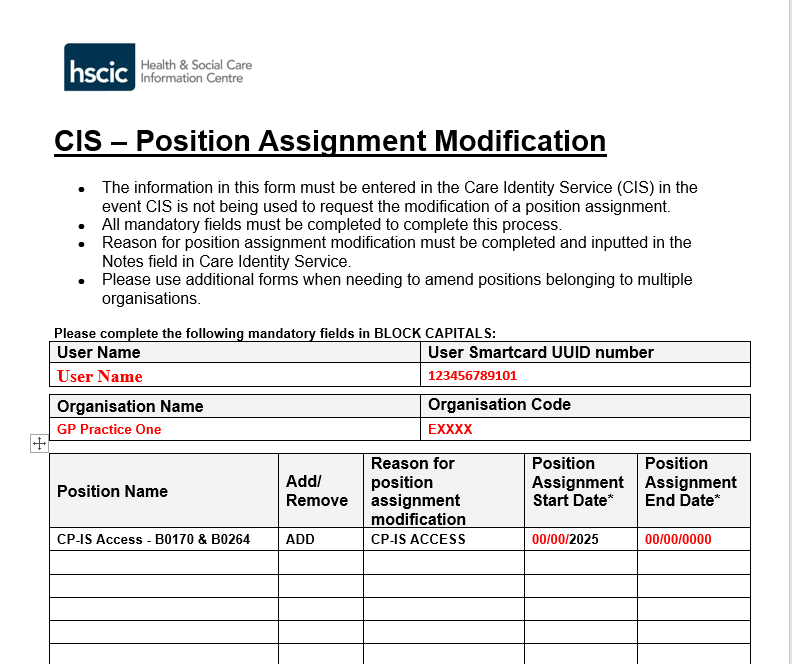 hscic Health & Social Care
Information Centre
CIS – Position Assignment Modification
• The information in this form must be entered in the Care Identity Service (CIS) in the
event CIS is not being used to request the modification of a position assignment.
• All mandatory fields must be completed to complete this process.
• Reason for position assignment modification must be completed and inputted in the
Notes field in Care Identity Service.
• Please use additional forms when needing to amend positions belonging to multiple
organisations.
Please complete the following mandatory fields in BLOCK CAPITALS:
User Name User Smartcard UUID number
User Name 123456789101
Organisation Name Organisation Code
GP Practice One EXXXX
Position Name
Add/
Remove
Reason for
position
assignment
modification
Position
Assignment
Start Date*
Position
Assignment
End Date*
CP-IS Access - B0170 & B0264 ADD CP-IS ACCESS 00/00/2025 00/00/0000